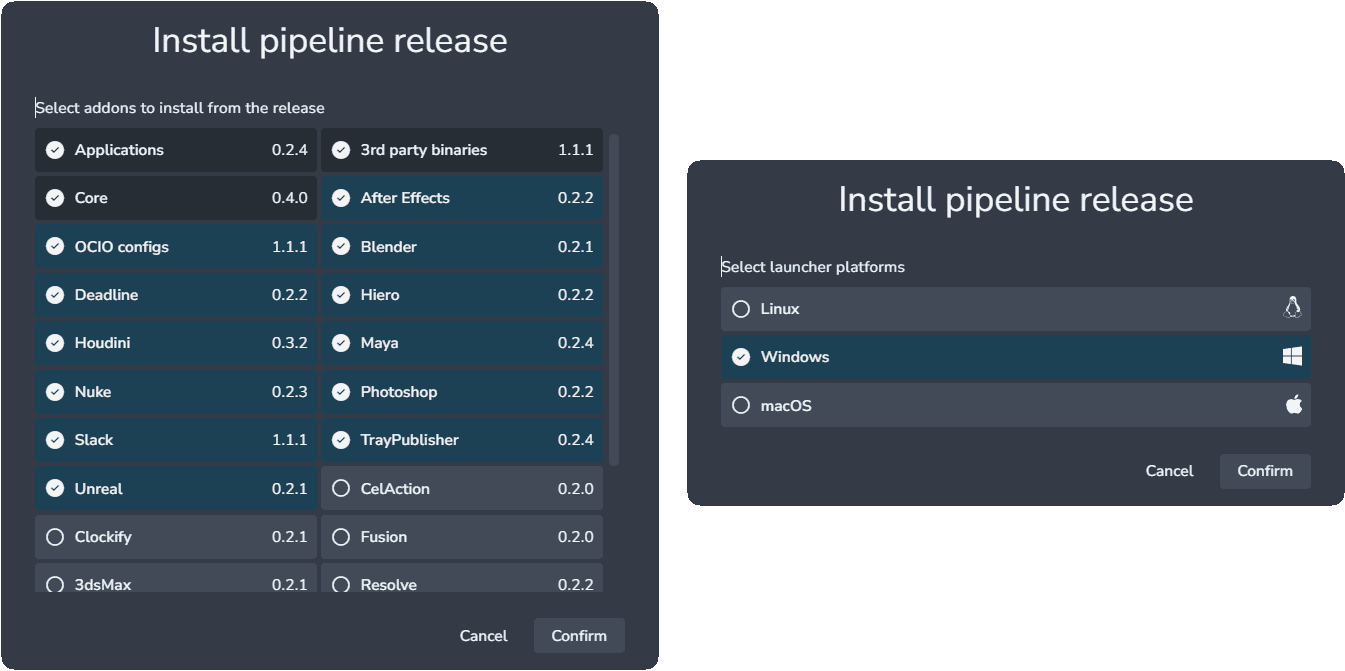 Install pipeline release
Select addons to install from the release
Applications 0.2.4 3rd party binaries 1.1.1
Core 0.4.0 After Effects 0.2.2
OCIO configs 1.1.1 Blender 0.2.1
Deadline 0.2.2 Hiero 0.2.2
Houdini 0.3.2 Maya 0.2.4
Nuke 0.2.3 Photoshop 0.2.2
Slack 1.1.1 TrayPublisher 0.2.4
Unreal 0.2.1 CelAction 0.2.0
Clockify 0.2.1 Fusion 0.2.0
3dsMax 0.2.1 Resolve 0.2.2
Cancel Confirm
Install pipeline release
Select launcher platforms
Linux
Windows
macOS
Cancel Confirm